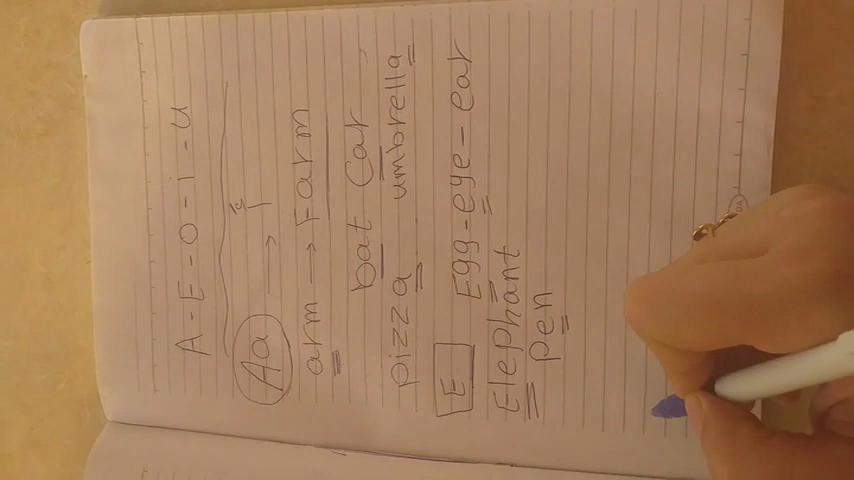 A - E - O - i - u
Aa → أ
arm → Farm
bat Car,
pizza umbrella
E Egg - eye - ear
Elephant
pen